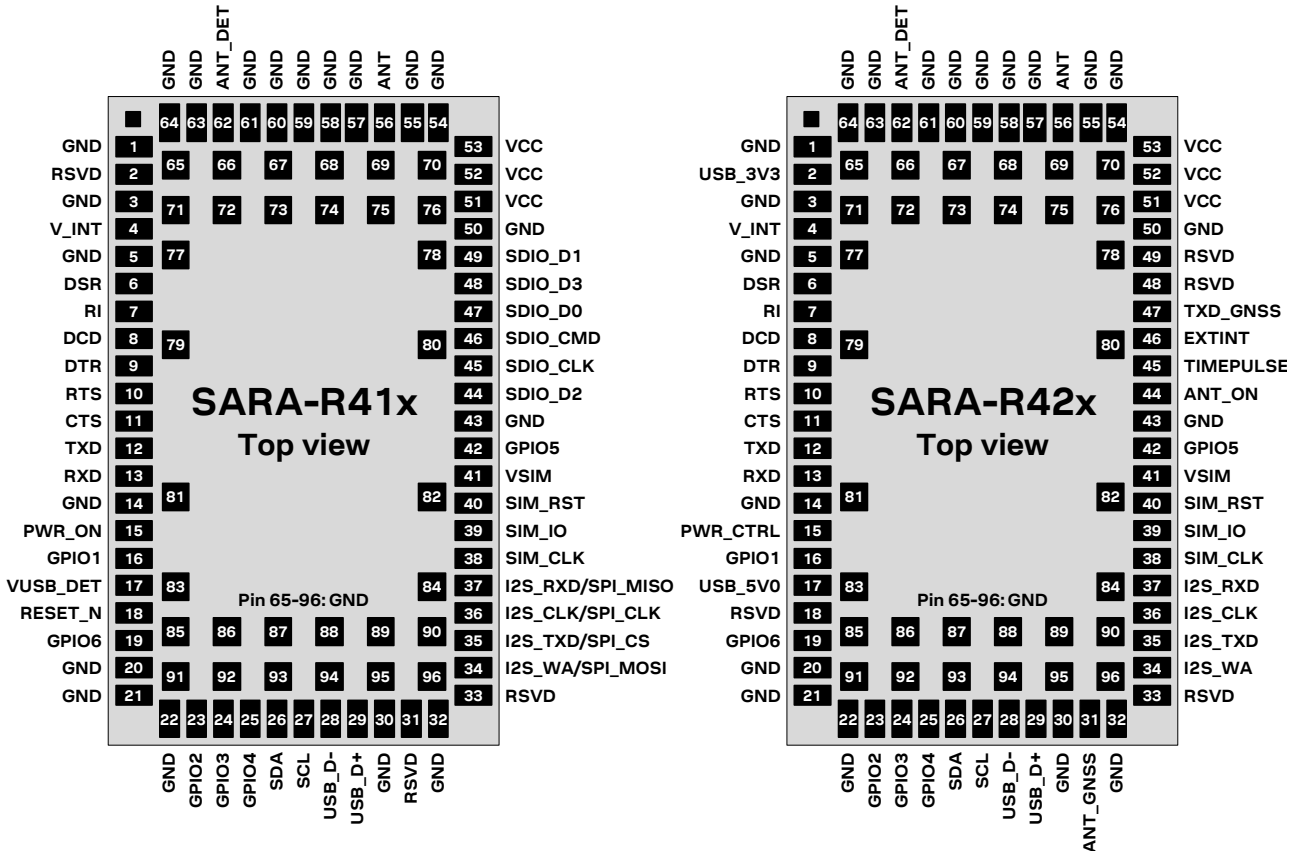 GND GND ANT_DET GND GND GND GND GND ANT GND GND
64 63 62 61 60 59 58 57 56 55 54
GND 1 53 VCC
65 66 67 68 69 70
RSVD 2 52 VCC
GND 3 51 VCC
71 72 73 74 75 76
V_INT 4 50 GND
GND 5 77 78 49 SDIO_D1
DSR 6 48 SDIO_D3
RI 7 47 SDIO_D0
DCD 8 79 80 46 SDIO_CMD
DTR 9 45 SDIO_CLK
RTS 10 44 SDIO_D2
SARA-R41x
CTS 11 43 GND
TXD 12 42 GPIO5
Top view
RXD 13 41 VSIM
GND 14 81 82 40 SIM_RST
PWR_ON 15 39 SIM_IO
GPIO1 16 38 SIM_CLK
VUSB_DET 17 83 84 37 I2S_RXD/SPI_MISO
Pin 65-96: GND
RESET_N 18 36 I2S_CLK/SPI_CLK
85 86 87 88 89 90
GPIO6 19 35 I2S_TXD/SPI_CS
GND 20 34 I2S_WA/SPI_MOSI
91 92 93 94 95 96
GND 21 33 RSVD
22 23 24 25 26 27 28 29 30 31 32
GND GPIO2 GPIO3 GPIO4 SDA SCL USB_D- USB_D+ GND RSVD GND
GND GND ANT_DET GND GND GND GND GND ANT GND GND
64 63 62 61 60 59 58 57 56 55 54
GND 1 53 VCC
65 66 67 68 69 70
USB_3V3 2 52 VCC
GND 3 51 VCC
71 72 73 74 75 76
V_INT 4 50 GND
GND 5 77 78 49 RSVD
DSR 6 48 RSVD
RI 7 47 TXD_GNSS
DCD 8 79 80 46 EXTINT
DTR 9 45 TIMEPULSE
RTS 10 44 ANT_ON
SARA-R42x
CTS 11 43 GND
TXD 12 42 GPIO5
Top view
RXD 13 41 VSIM
GND 14 81 82 40 SIM_RST
PWR_CTRL 15 39 SIM_IO
GPIO1 16 38 SIM_CLK
USB_5V0 17 83 84 37 I2S_RXD
Pin 65-96: GND
RSVD 18 36 I2S_CLK
85 86 87 88 89 90
GPIO6 19 35 I2S_TXD
GND 20 34 I2S_WA
91 92 93 94 95 96
GND 21 33 RSVD
22 23 24 25 26 27 28 29 30 31 32
GND GPIO2 GPIO3 GPIO4 SDA SCL USB_D- USB_D+ GND ANT_GNSS GND